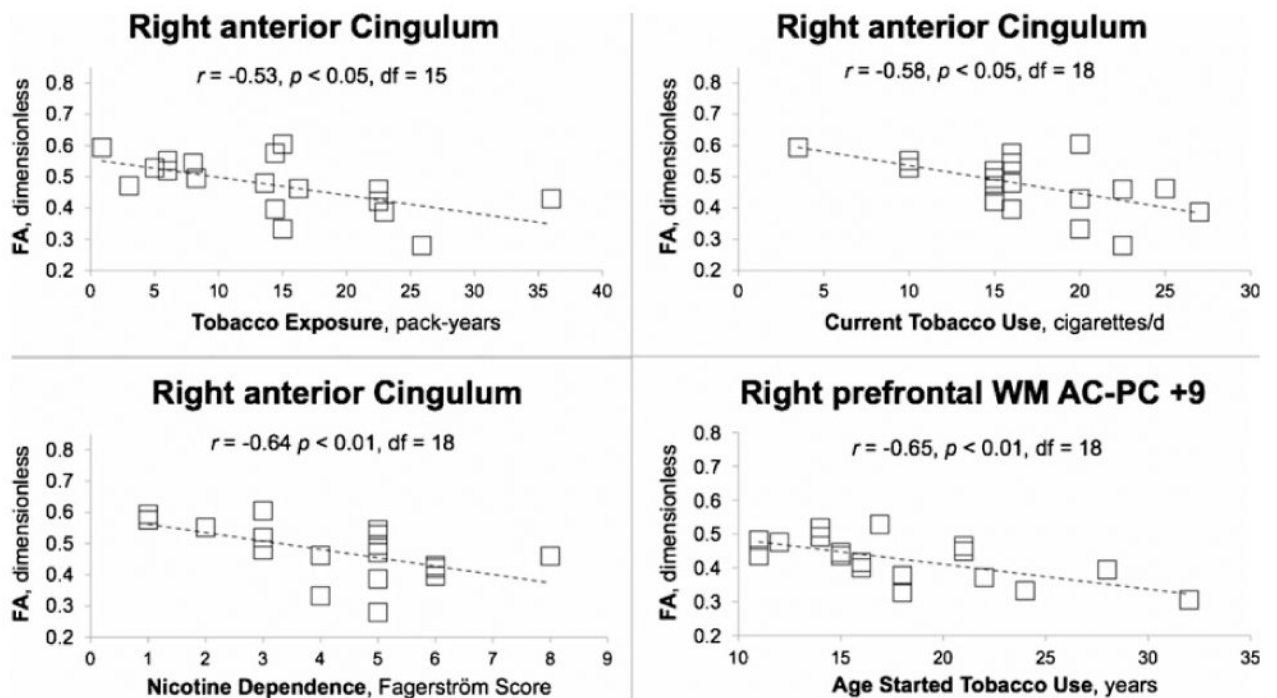 Right anterior Cingulum
r = -0.53, p < 0.05, df = 15
0.8
0.7
0.6
0.5
0.4
0.3
0.2
FA, dimensionless
0 5 10 15 20 25 30 35 40
Tobacco Exposure, pack-years
Right anterior Cingulum
r = -0.58, p < 0.05, df = 18
0.8
0.7
0.6
0.5
0.4
0.3
0.2
FA, dimensionless
0 5 10 15 20 25 30
Current Tobacco Use, cigarettes/d
Right anterior Cingulum
r = -0.64 p < 0.01, df = 18
0.8
0.7
0.6
0.5
0.4
0.3
0.2
FA, dimensionless
0 1 2 3 4 5 6 7 8 9
Nicotine Dependence, Fagerström Score
Right prefrontal WM AC-PC +9
r = -0.65, p < 0.01, df = 18
0.8
0.7
0.6
0.5
0.4
0.3
0.2
FA, dimensionless
10 15 20 25 30 35
Age Started Tobacco Use, years